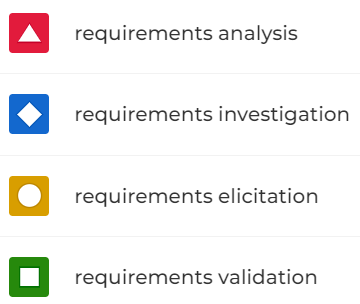 requirements analysis
requirements investigation
requirements elicitation
requirements validation